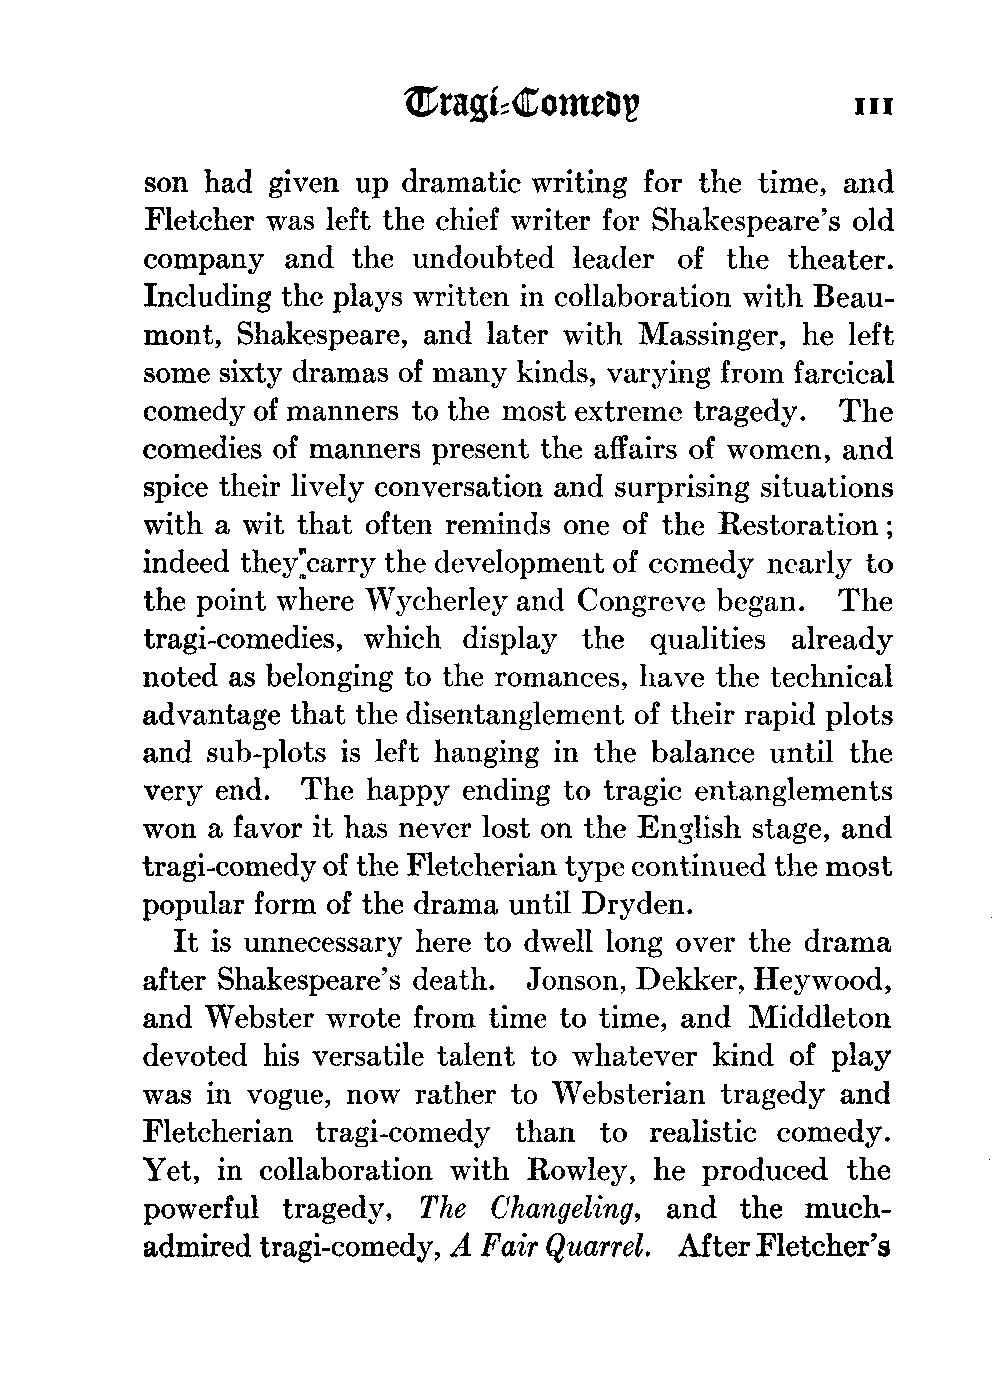 Tragi-Comedy 111
son had given up dramatic writing for the time, and
Fletcher was left the chief writer for Shakespeare's old
company and the undoubted leader of the theater.
Including the plays written in collaboration with Beau-
mont, Shakespeare, and later with Massinger, he left
some sixty dramas of many kinds, varying from farcical
comedy of manners to the most extreme tragedy. The
comedies of manners present the affairs of women, and
spice their lively conversation and surprising situations
with a wit that often reminds one of the Restoration;
indeed they carry the development of comedy nearly to
the point where Wycherley and Congreve began. The
tragi-comedies, which display the qualities already
noted as belonging to the romances, have the technical
advantage that the disentanglement of their rapid plots
and sub-plots is left hanging in the balance until the
very end. The happy ending to tragic entanglements
won a favor it has never lost on the English stage, and
tragi-comedy of the Fletcherian type continued the most
popular form of the drama until Dryden.
It is unnecessary here to dwell long over the drama
after Shakespeare's death. Jonson, Dekker, Heywood,
and Webster wrote from time to time, and Middleton
devoted his versatile talent to whatever kind of play
was in vogue, now rather to Websterian tragedy and
Fletcherian tragi-comedy than to realistic comedy.
Yet, in collaboration with Rowley, he produced the
powerful tragedy, The Changeling, and the much-
admired tragi-comedy, A Fair Quarrel. After Fletcher's